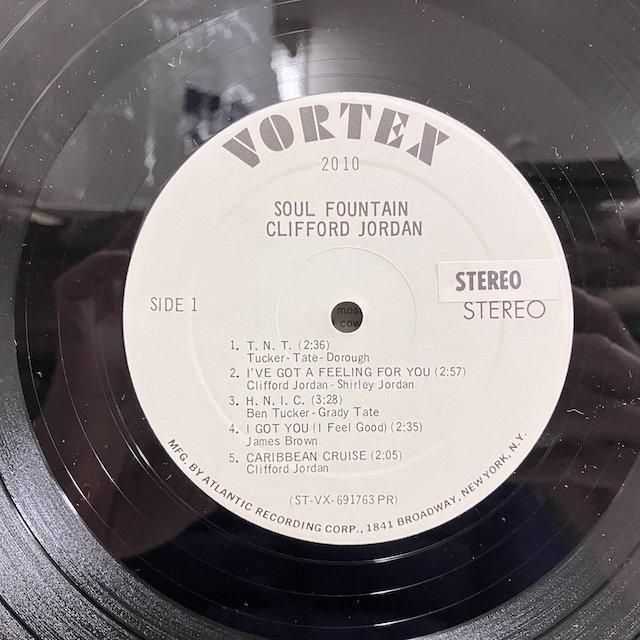 VORTEX
2010
SOUL FOUNTAIN
CLIFFORD JORDAN
STEREO
SIDE 1
STEREO
mos
cow
1. T. N. T. (2:36)
Tucker-Tate-Dorough
2. I'VE GOT A FEELING FOR YOU (2:57)
Clifford Jordan-Shirley Jordan
3. H. N. I. C. (3:28)
Ben Tucker-Grady Tate
4. I GOT YOU (I Feel Good) (2:35)
James Brown
5. CARIBBEAN CRUISE (2:05)
Clifford Jordan
(ST-VX-691763 PR)
MFG. BY ATLANTIC RECORDING CORP., 1841 BROADWAY, NEW YORK, N.Y.